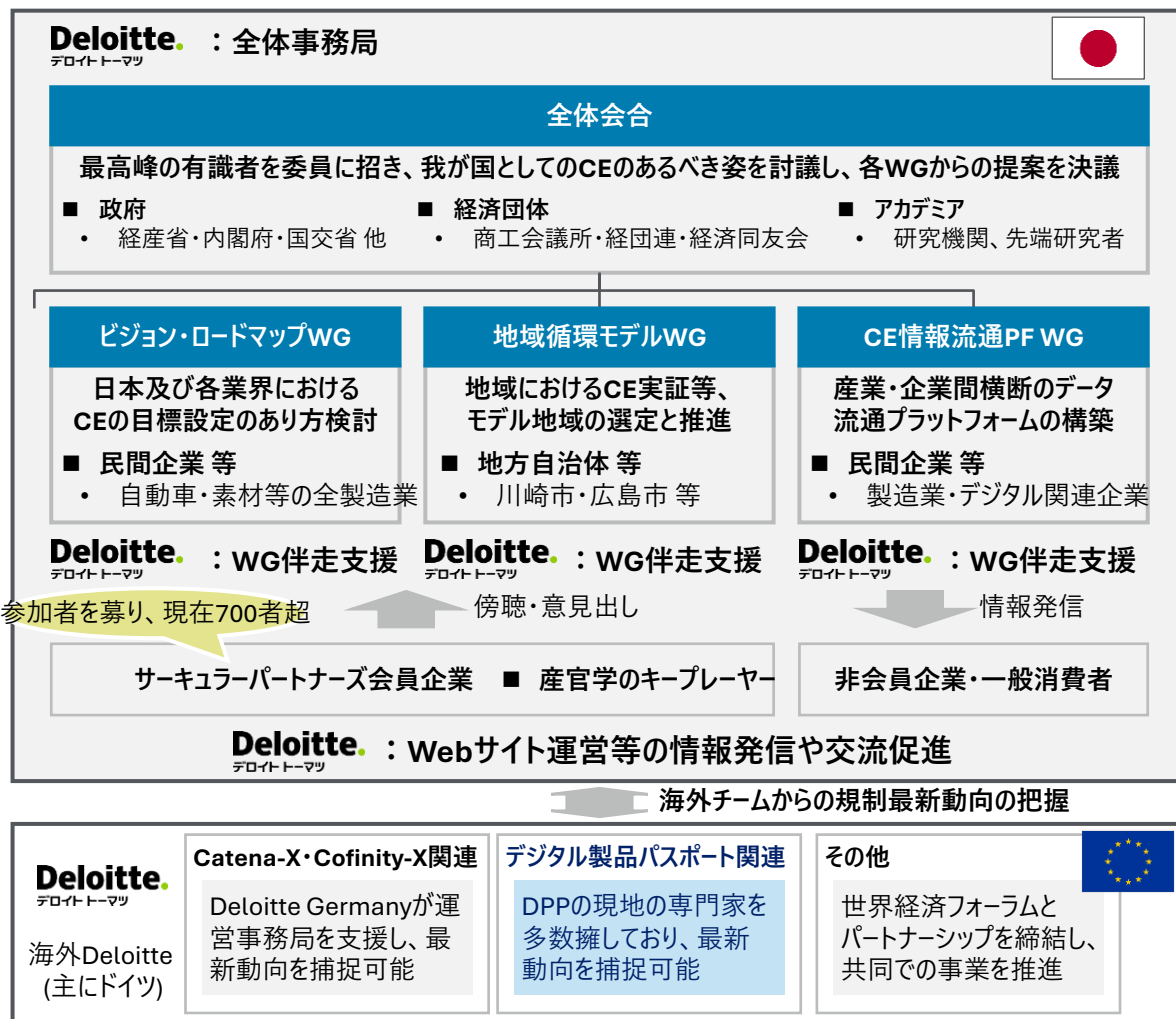 Deloitte. ：全体事務局
デロイト トーマツ
全体会合
最高峰の有識者を委員に招き、我が国としてのCEのあるべき姿を討議し、各WGからの提案を決議
■ 政府
• 経産省・内閣府・国交省 他
■ 経済団体
• 商工会議所・経団連・経済同友会
■ アカデミア
• 研究機関、先端研究者
ビジョン・ロードマップWG
日本及び各業界における
CEの目標設定のあり方検討
■ 民間企業 等
• 自動車・素材等の全製造業
Deloitte. ：WG伴走支援
デロイト トーマツ
地域循環モデルWG
地域におけるCE実証等、
モデル地域の選定と推進
■ 地方自治体 等
• 川崎市・広島市 等
Deloitte. ：WG伴走支援
デロイト トーマツ
CE情報流通PF WG
産業・企業間横断のデータ
流通プラットフォームの構築
■ 民間企業 等
• 製造業・デジタル関連企業
Deloitte. ：WG伴走支援
デロイト トーマツ
参加者を募り、現在700者超
傍聴・意見出し
情報発信
サーキュラーパートナーズ会員企業 ■ 産官学のキープレーヤー
非会員企業・一般消費者
Deloitte. ：Webサイト運営等の情報発信や交流促進
デロイト トーマツ
海外チームからの規制最新動向の把握
Deloitte.
デロイト トーマツ
海外Deloitte
(主にドイツ)
Catena-X・Cofinity-X関連
Deloitte Germanyが運
営事務局を支援し、最
新動向を捕捉可能
デジタル製品パスポート関連
DPPの現地の専門家を
多数擁しており、最新
動向を捕捉可能
その他
世界経済フォーラムと
パートナーシップを締結し、
共同での事業を推進